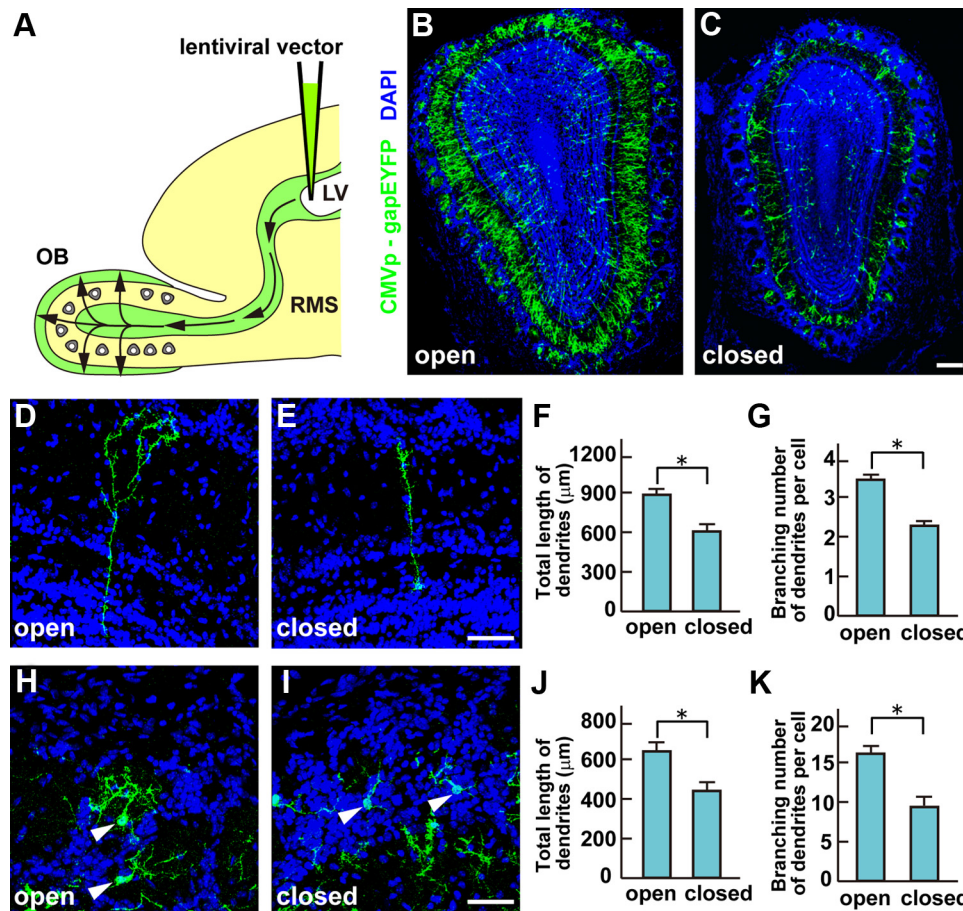 A
lentiviral vector
LV
OB
RMS
CMVp - gapEYFP DAPI
B
open
C
closed
D
open
E
closed
F
Total length of
dendrites (μm)
1200
900
600
300
0
*
open closed
G
Branching number
of dendrites per cell
4
3
2
1
0
*
open closed
H
open
I
closed
J
Total length of
dendrites (μm)
800
600
400
200
0
*
open closed
K
Branching number
of dendrites per cell
20
15
10
5
0
*
open closed